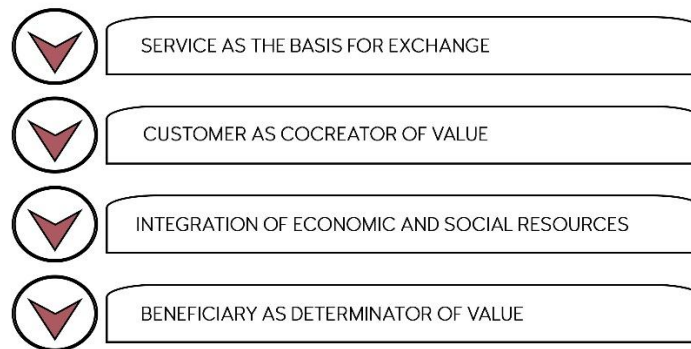 SERVICE AS THE BASIS FOR EXCHANGE
CUSTOMER AS COCREATOR OF VALUE
INTEGRATION OF ECONOMIC AND SOCIAL RESOURCES
BENEFICIARY AS DETERMINATOR OF VALUE